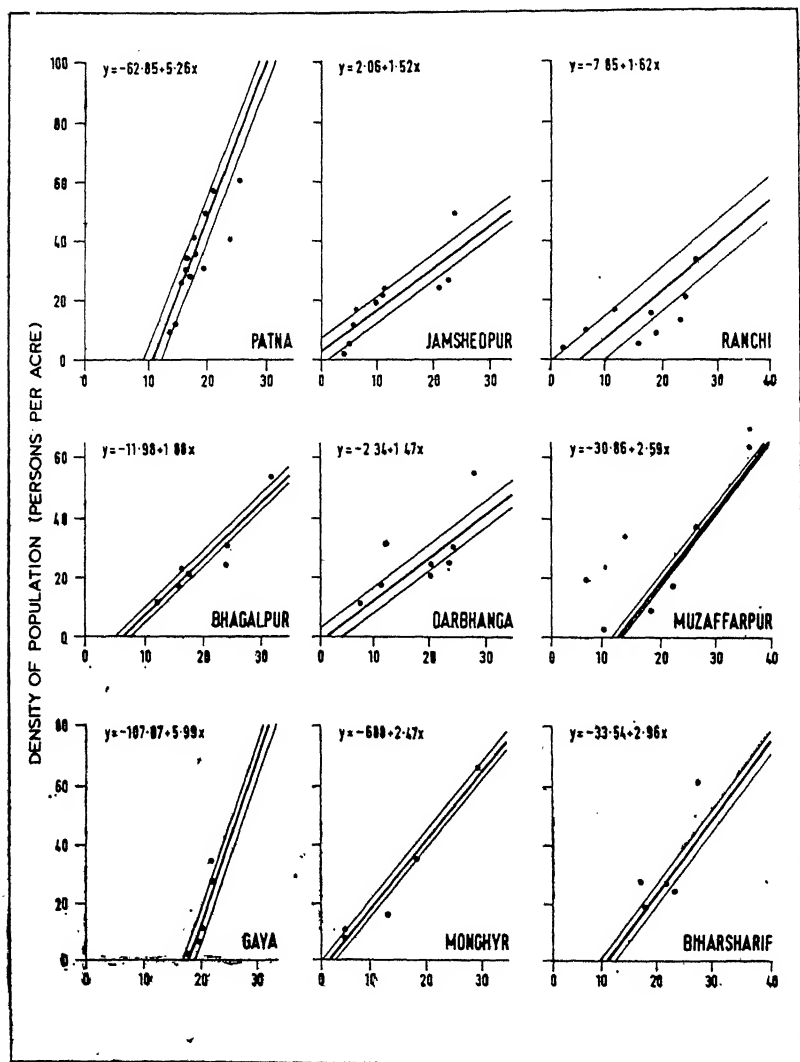 DENSITY OF POPULATION (PERSONS PER ACRE)
y=-62·85+5·26x
100
80
60
40
20
0
PATNA
0 10 20 30
y=2·06+1·52x
JAMSHEDPUR
0 10 20 30
y=-7 85+1·62x
RANCHI
0 10 20 30 40
y=-11·98+1 88x
60
40
20
0
BHAGALPUR
0 10 20 30
y=-2 34+1 47x
DARBHANGA
0 10 20 30
y=-30·86+2·59x
MUZAFFARPUR
0 10 20 30 40
y=-107·87+5·99x
80
60
40
20
0
GAYA
0 10 20 30
y=-688+2·47x
MONGHYR
0 10 20 30
y=-33·54+2·96x
BIHARSHARIF
0 10 20 30 40